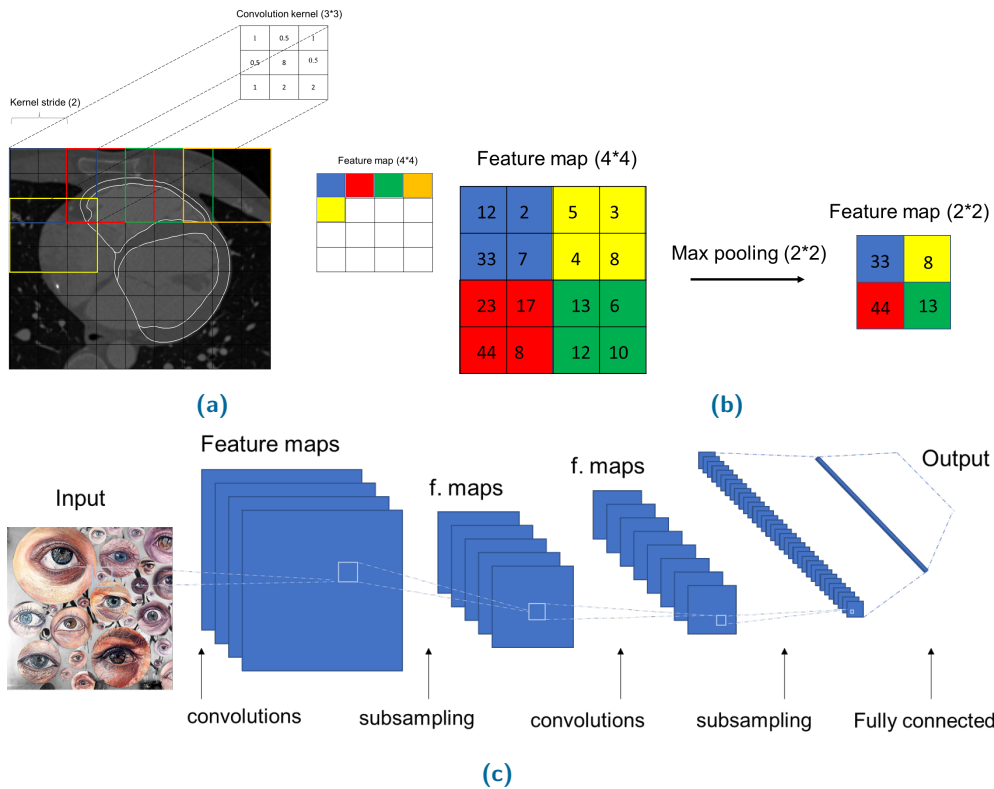 Convolution kernel (3*3)
1 0.5 1
0.5 8 0.5
1 2 2
Kernel stride (2)
Feature map (4*4)
(a)
Feature map (4*4)
12 2 5 3
33 7 4 8
23 17 13 6
44 8 12 10
Max pooling (2*2)
Feature map (2*2)
33 8
44 13
(b)
Input
Feature maps
f. maps
f. maps
Output
convolutions
subsampling
convolutions
subsampling
Fully connected
(c)